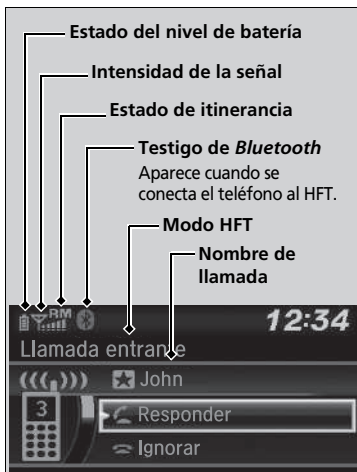 Estado del nivel de batería
Intensidad de la señal
Estado de itinerancia
Testigo de Bluetooth
Aparece cuando se
conecta el teléfono al HFT.
Modo HFT
Nombre de
llamada
RM
12:34
Llamada entrante
John
3
Responder
Ignorar